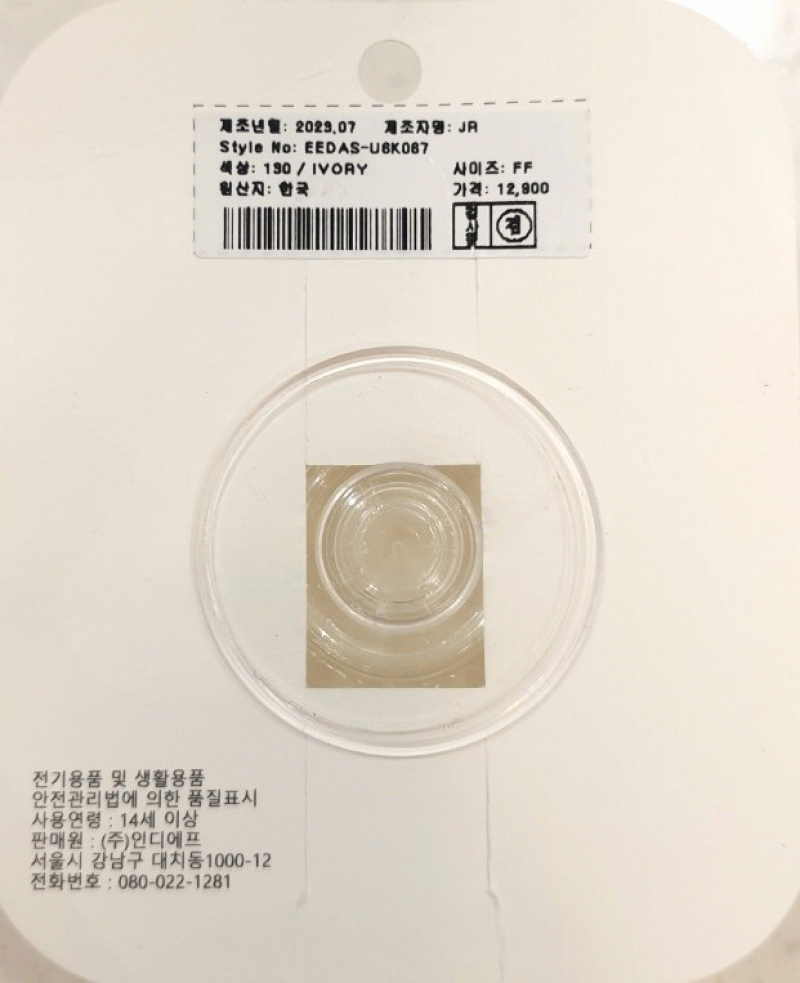 제조년월: 2023.07 제조자명: JR
Style No: EEDAS-U6K067
색상: 130 / IVORY 사이즈: FF
원산지: 한국 가격: 12,900
검사필 검
전기용품 및 생활용품
안전관리법에 의한 품질표시
사용연령 : 14세 이상
판매원 : (주)인디에프
서울시 강남구 대치동1000-12
전화번호 : 080-022-1281